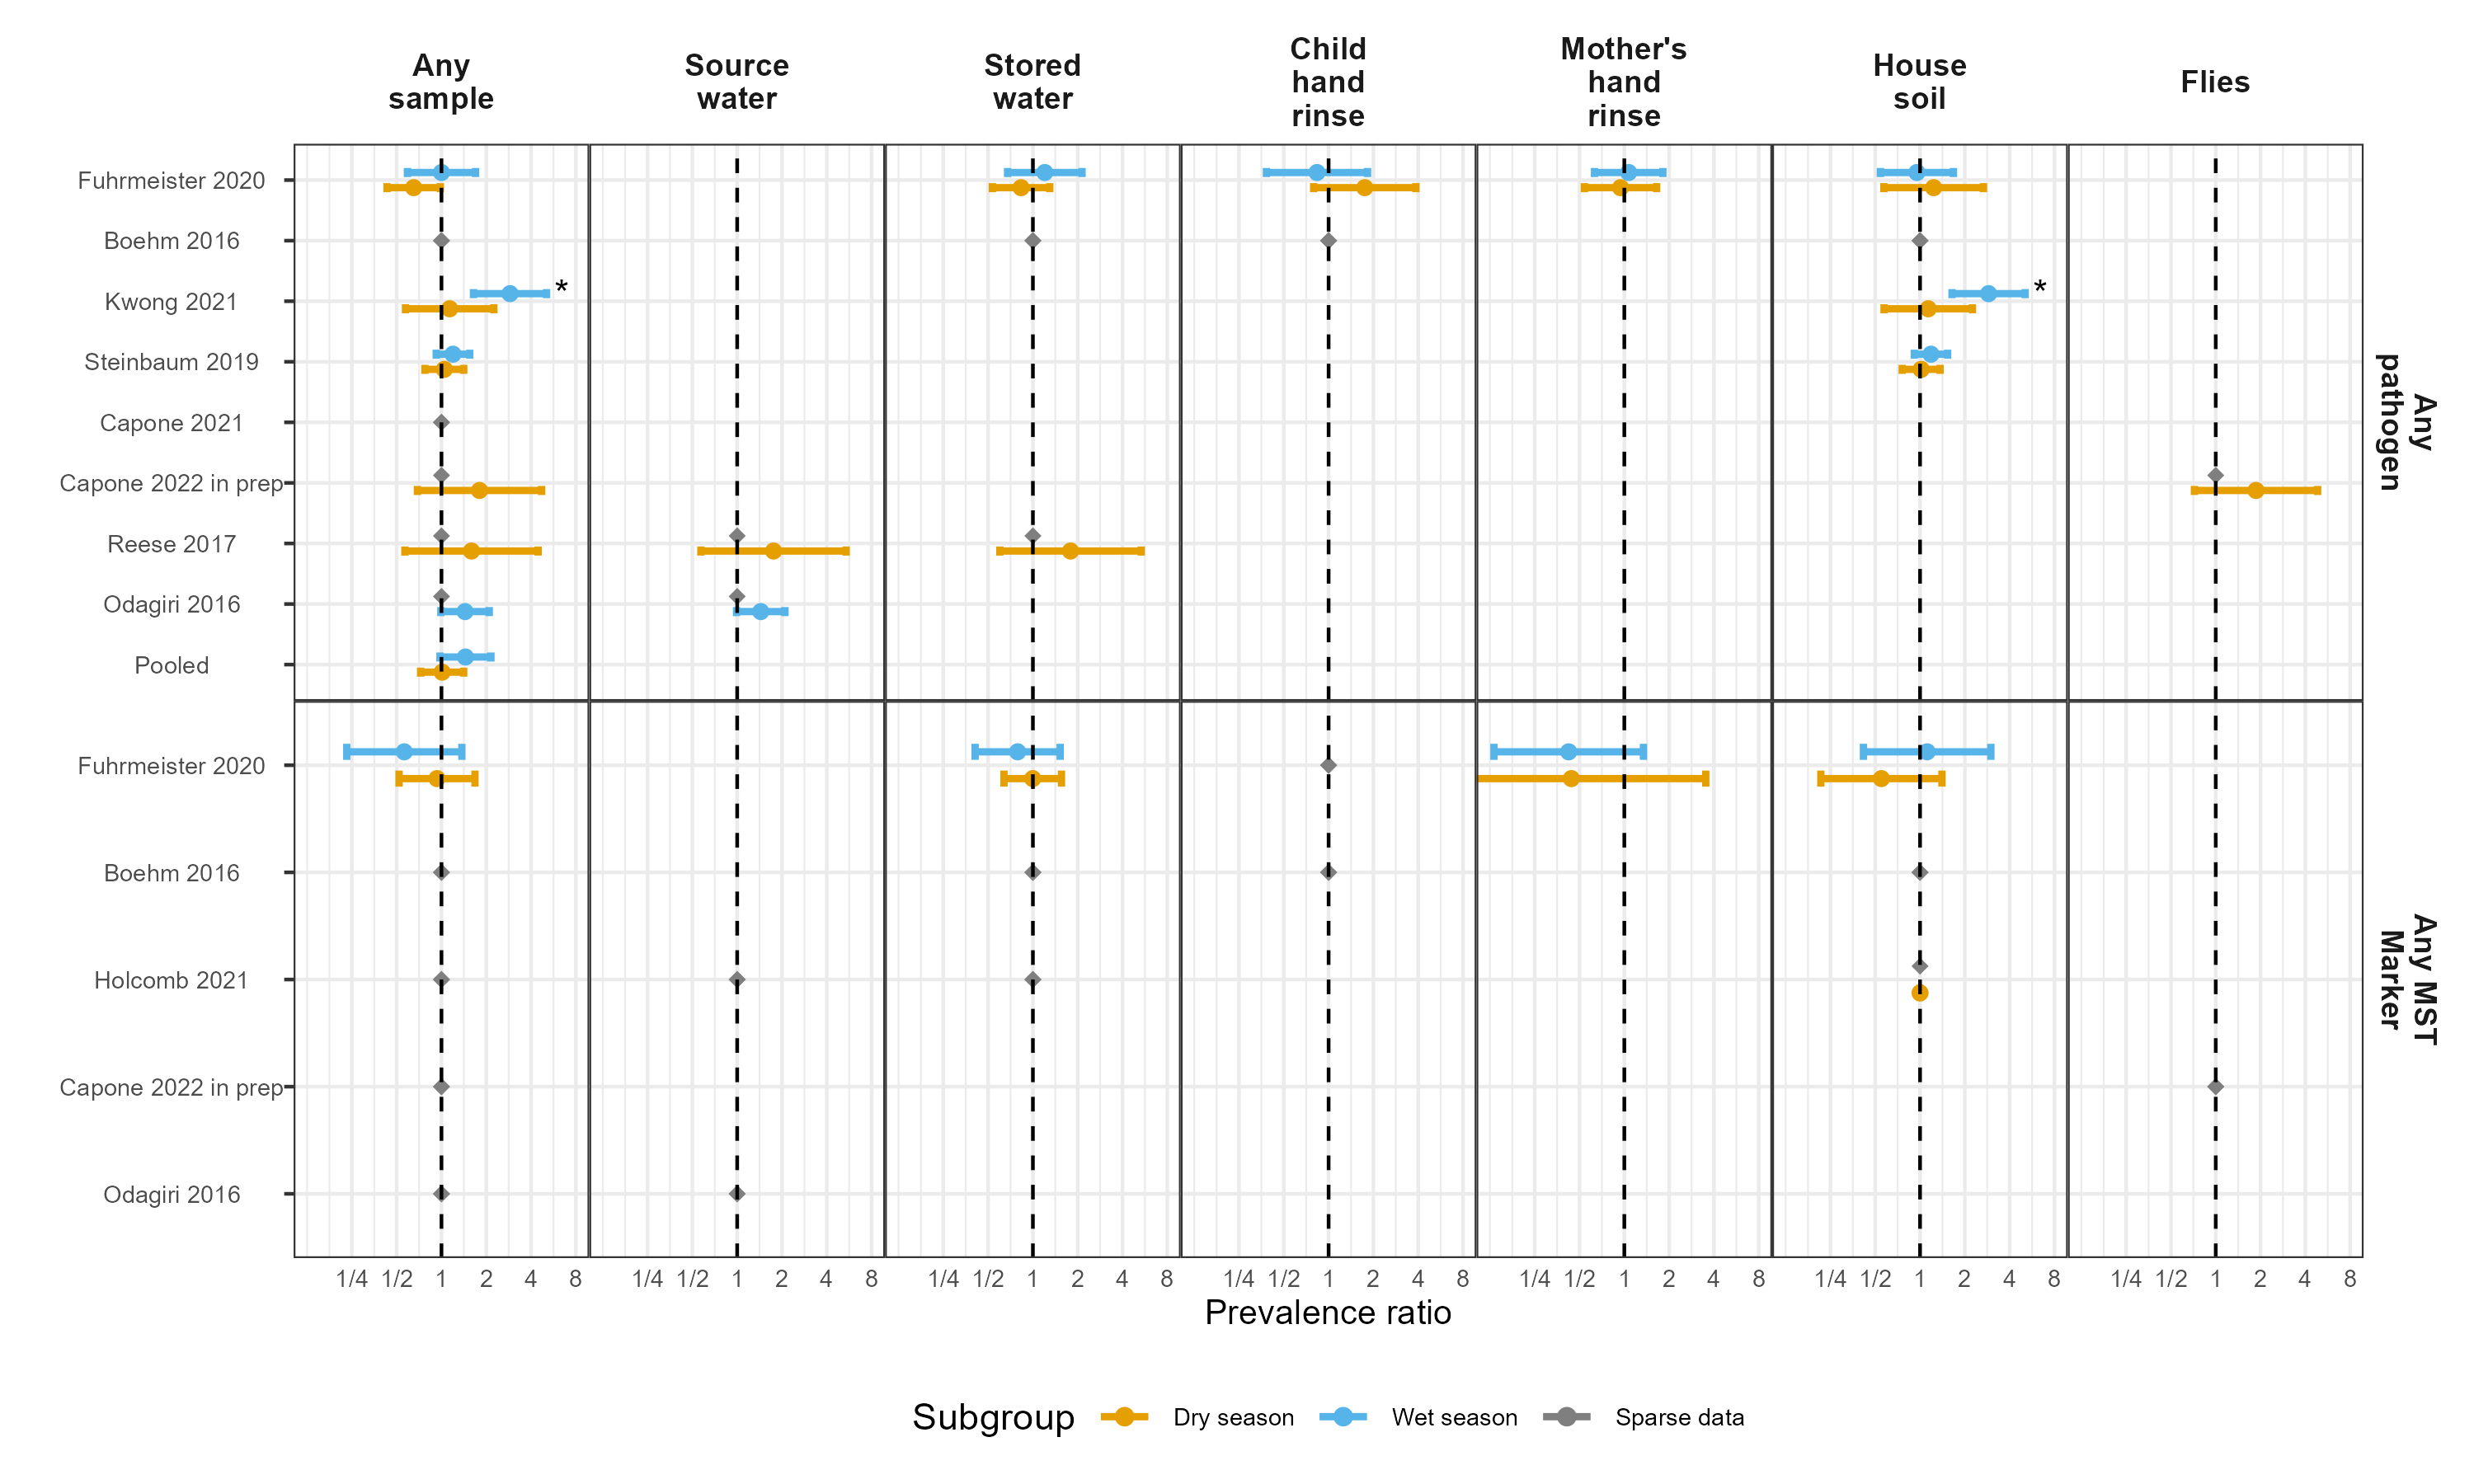 Any
sample
Source
water
Stored
water
Child
hand
rinse
Mother's
hand
rinse
House
soil
Flies
Fuhrmeister 2020
Boehm 2016
Kwong 2021
*
*
Steinbaum 2019
Capone 2021
Capone 2022 in prep
Reese 2017
Odagiri 2016
Pooled
Any
pathogen
Fuhrmeister 2020
Boehm 2016
Holcomb 2021
Capone 2022 in prep
Odagiri 2016
Any MST
Marker
1/4 1/2 1 2 4 8
1/4 1/2 1 2 4 8
1/4 1/2 1 2 4 8
1/4 1/2 1 2 4 8
1/4 1/2 1 2 4 8
1/4 1/2 1 2 4 8
1/4 1/2 1 2 4 8
Prevalence ratio
Subgroup Dry season Wet season Sparse data